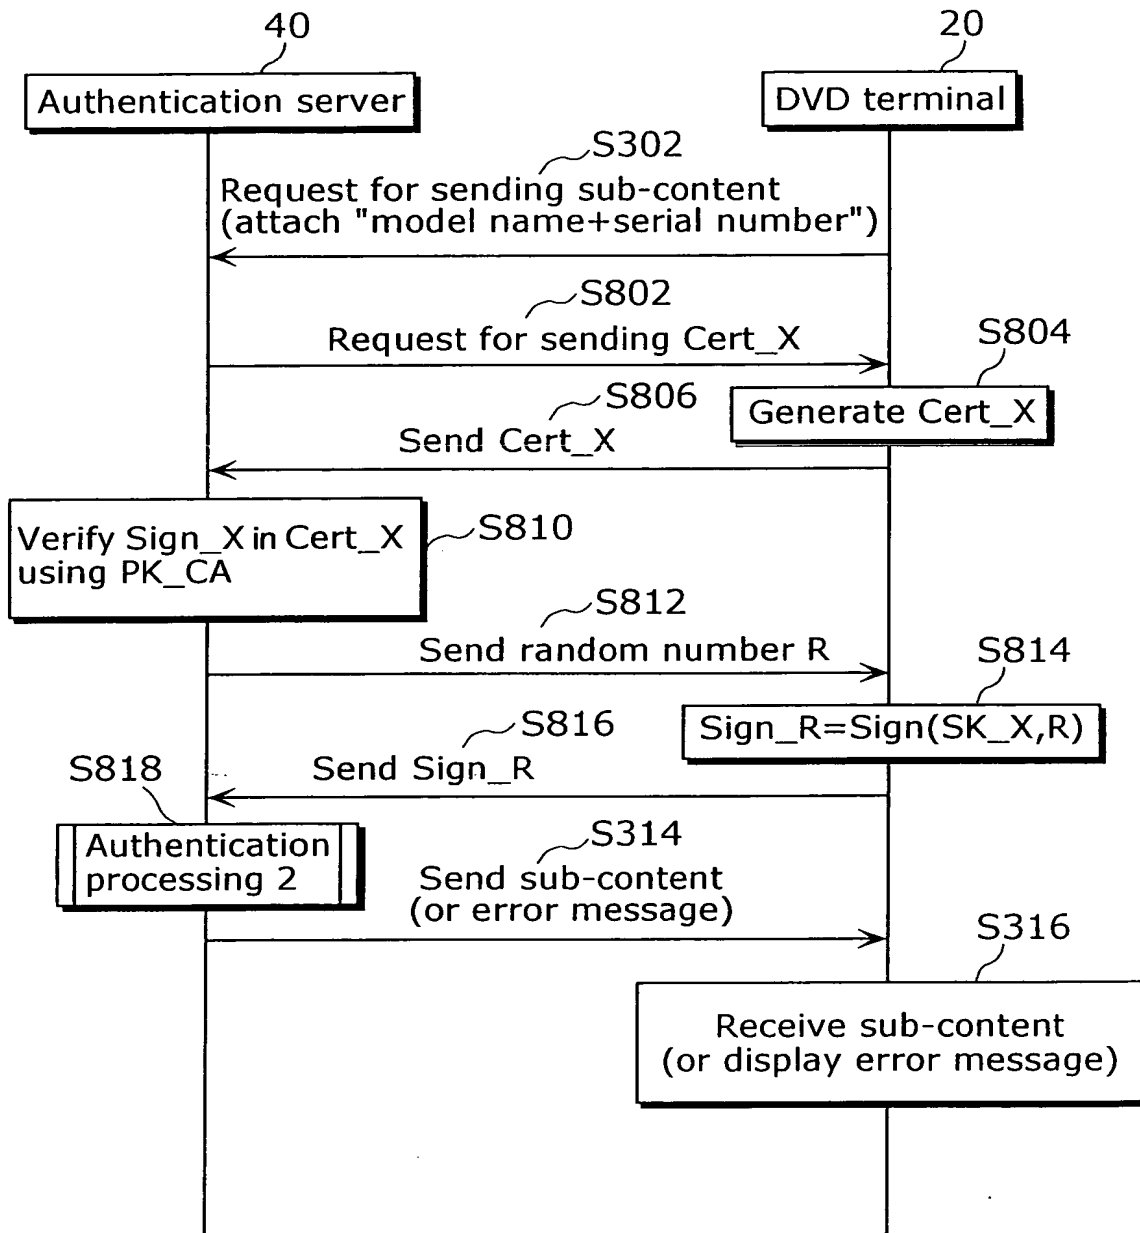 40
20
Authentication server
DVD terminal
S302
Request for sending sub-content
(attach "model name+serial number")
S802
Request for sending Cert_X
S804
Generate Cert_X
S806
Send Cert_X
Verify Sign_X in Cert_X
using PK_CA
S810
S812
Send random number R
S814
Sign_R=Sign(SK_X,R)
S816
Send Sign_R
S818
Authentication
processing 2
S314
Send sub-content
(or error message)
S316
Receive sub-content
(or display error message)